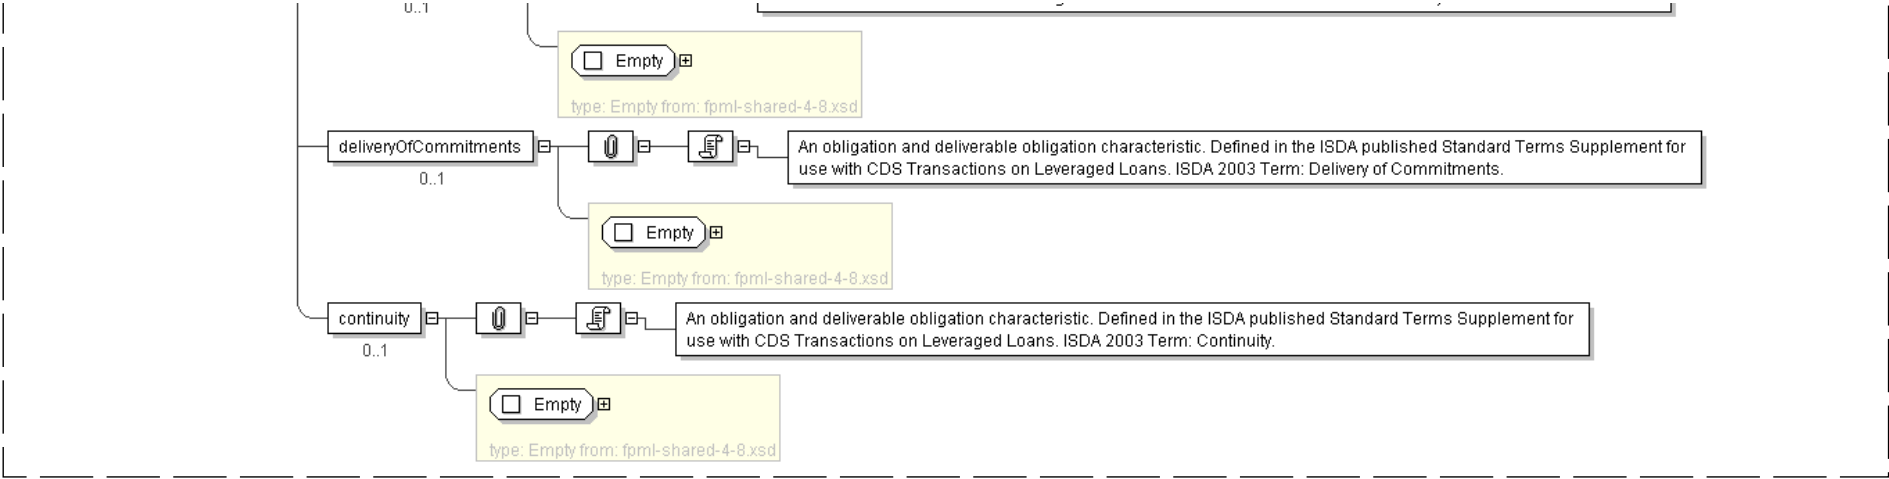 0..1
Empty
type: Empty from: fpml-shared-4-8.xsd
deliveryOfCommitments
An obligation and deliverable obligation characteristic. Defined in the ISDA published Standard Terms Supplement for
use with CDS Transactions on Leveraged Loans. ISDA 2003 Term: Delivery of Commitments.
0..1
Empty
type: Empty from: fpml-shared-4-8.xsd
continuity
An obligation and deliverable obligation characteristic. Defined in the ISDA published Standard Terms Supplement for
use with CDS Transactions on Leveraged Loans. ISDA 2003 Term: Continuity.
0..1
Empty
type: Empty from: fpml-shared-4-8.xsd